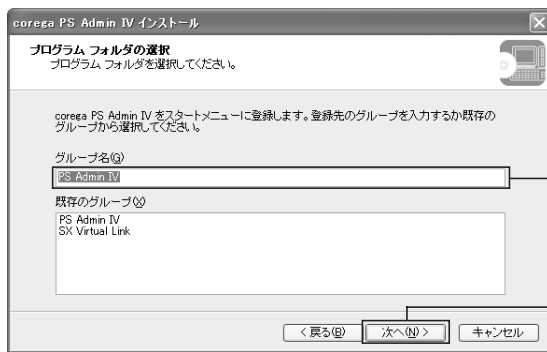 corega PS Admin IV インストール
プログラム フォルダの選択
プログラム フォルダを選択してください。
corega PS Admin IV をスタートメニューに登録します。登録先のグループを入力するか既存の
グループから選択してください。
グループ名(G)
PS Admin IV
既存のグループ(X)
PS Admin IV
SX Virtual Link
< 戻る(B)
次へ(N) >
キャンセル